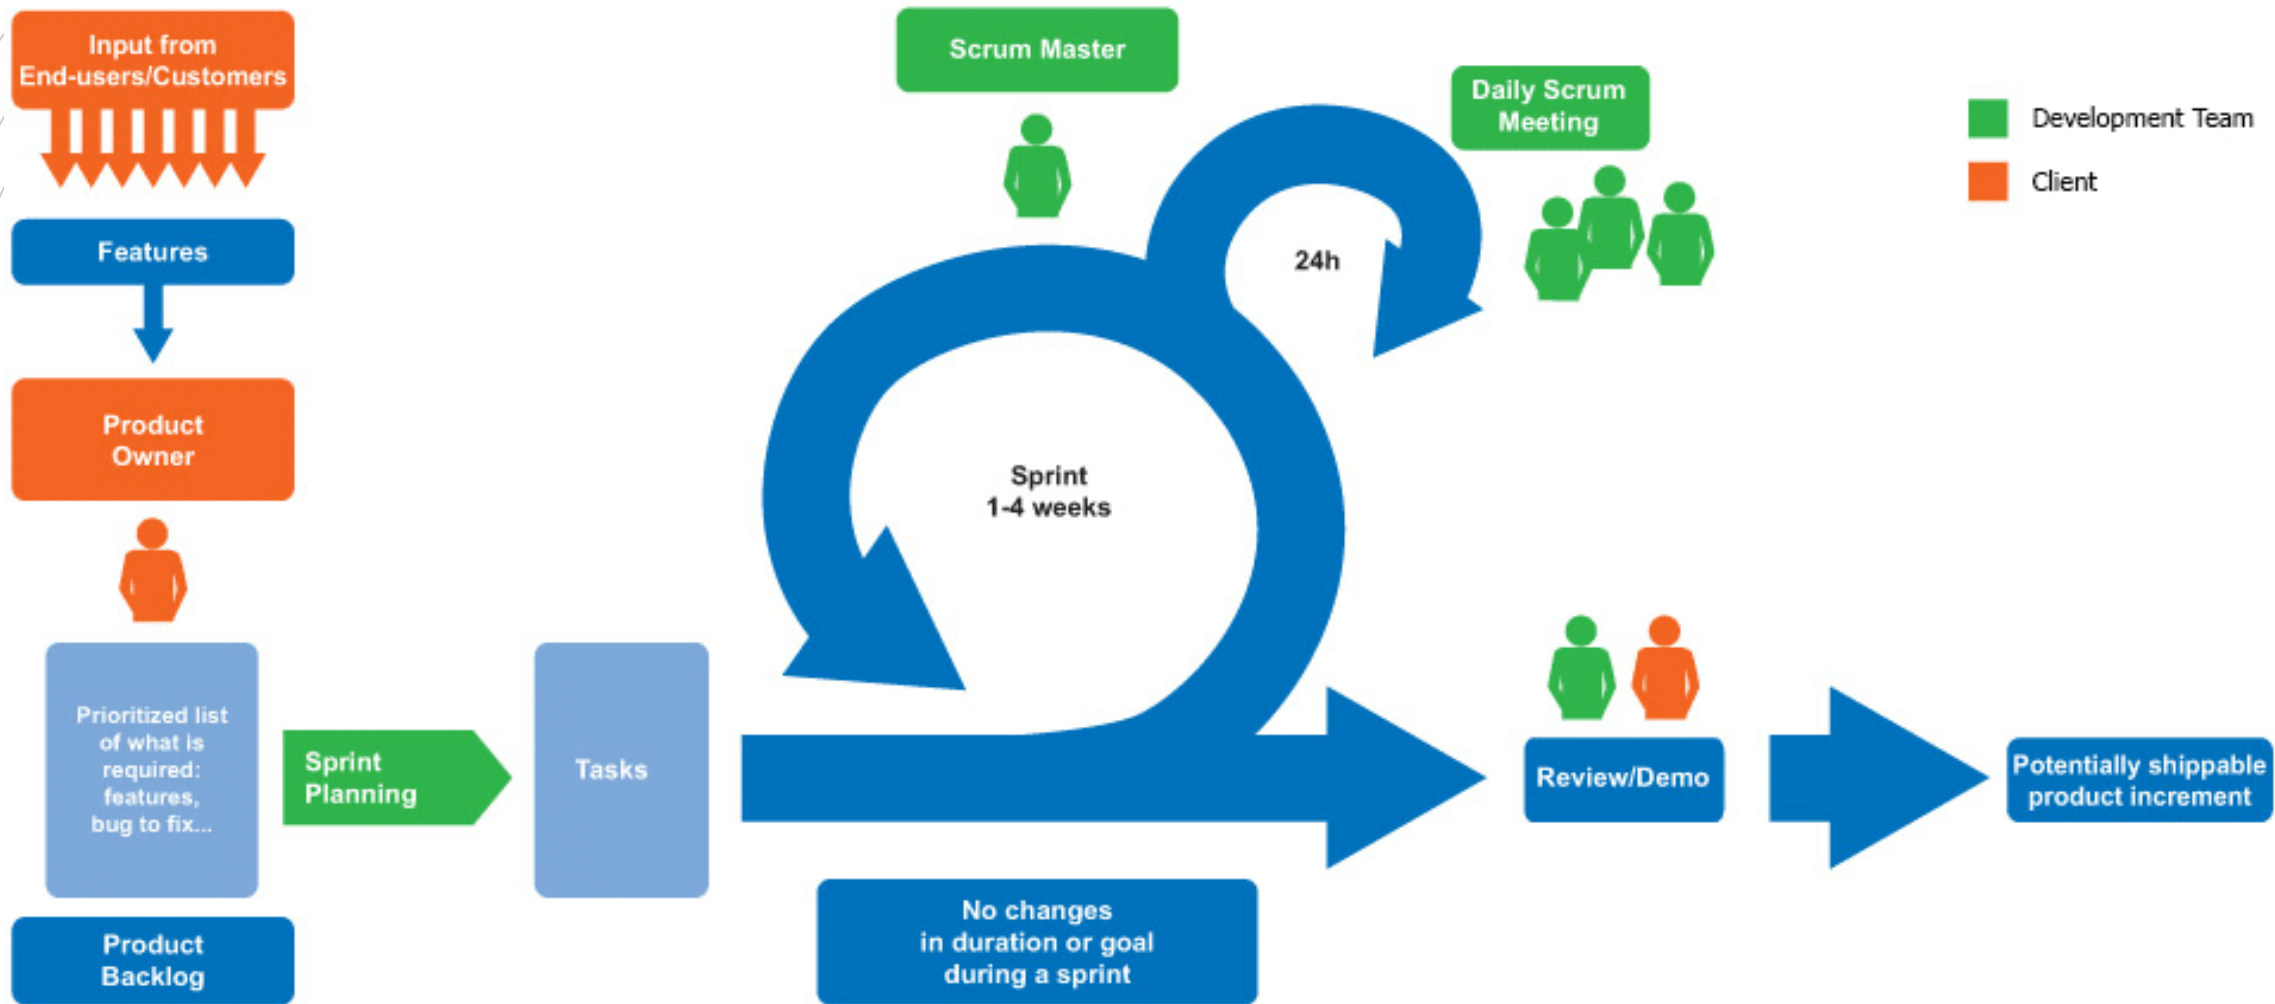 Input from
End-users/Customers
Features
Product
Owner
Prioritized list
of what is
required:
features,
bug to fix...
Product
Backlog
Sprint
Planning
Tasks
Scrum Master
Daily Scrum
Meeting
24h
Sprint
1-4 weeks
No changes
in duration or goal
during a sprint
Review/Demo
Potentially shippable
product increment
Development Team
Client